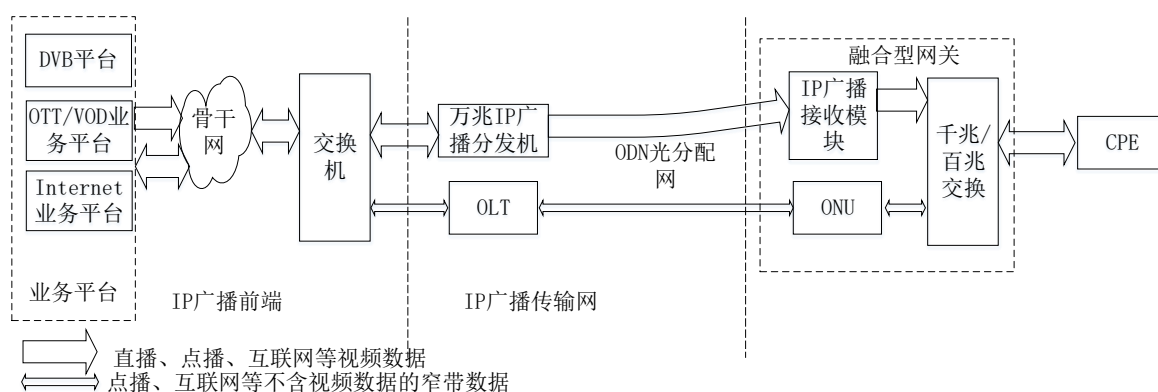 DVB平台
OTT/VOD业
务平台
Internet
业务平台
业务平台
骨干
网
IP广播前端
交换
机
万兆IP广
播分发机
OLT
ODN光分配
网
IP广播传输网
融合型网关
IP广播
接收模
块
ONU
千兆/
百兆
交换
CPE
直播、点播、互联网等视频数据
点播、互联网等不含视频数据的窄带数据